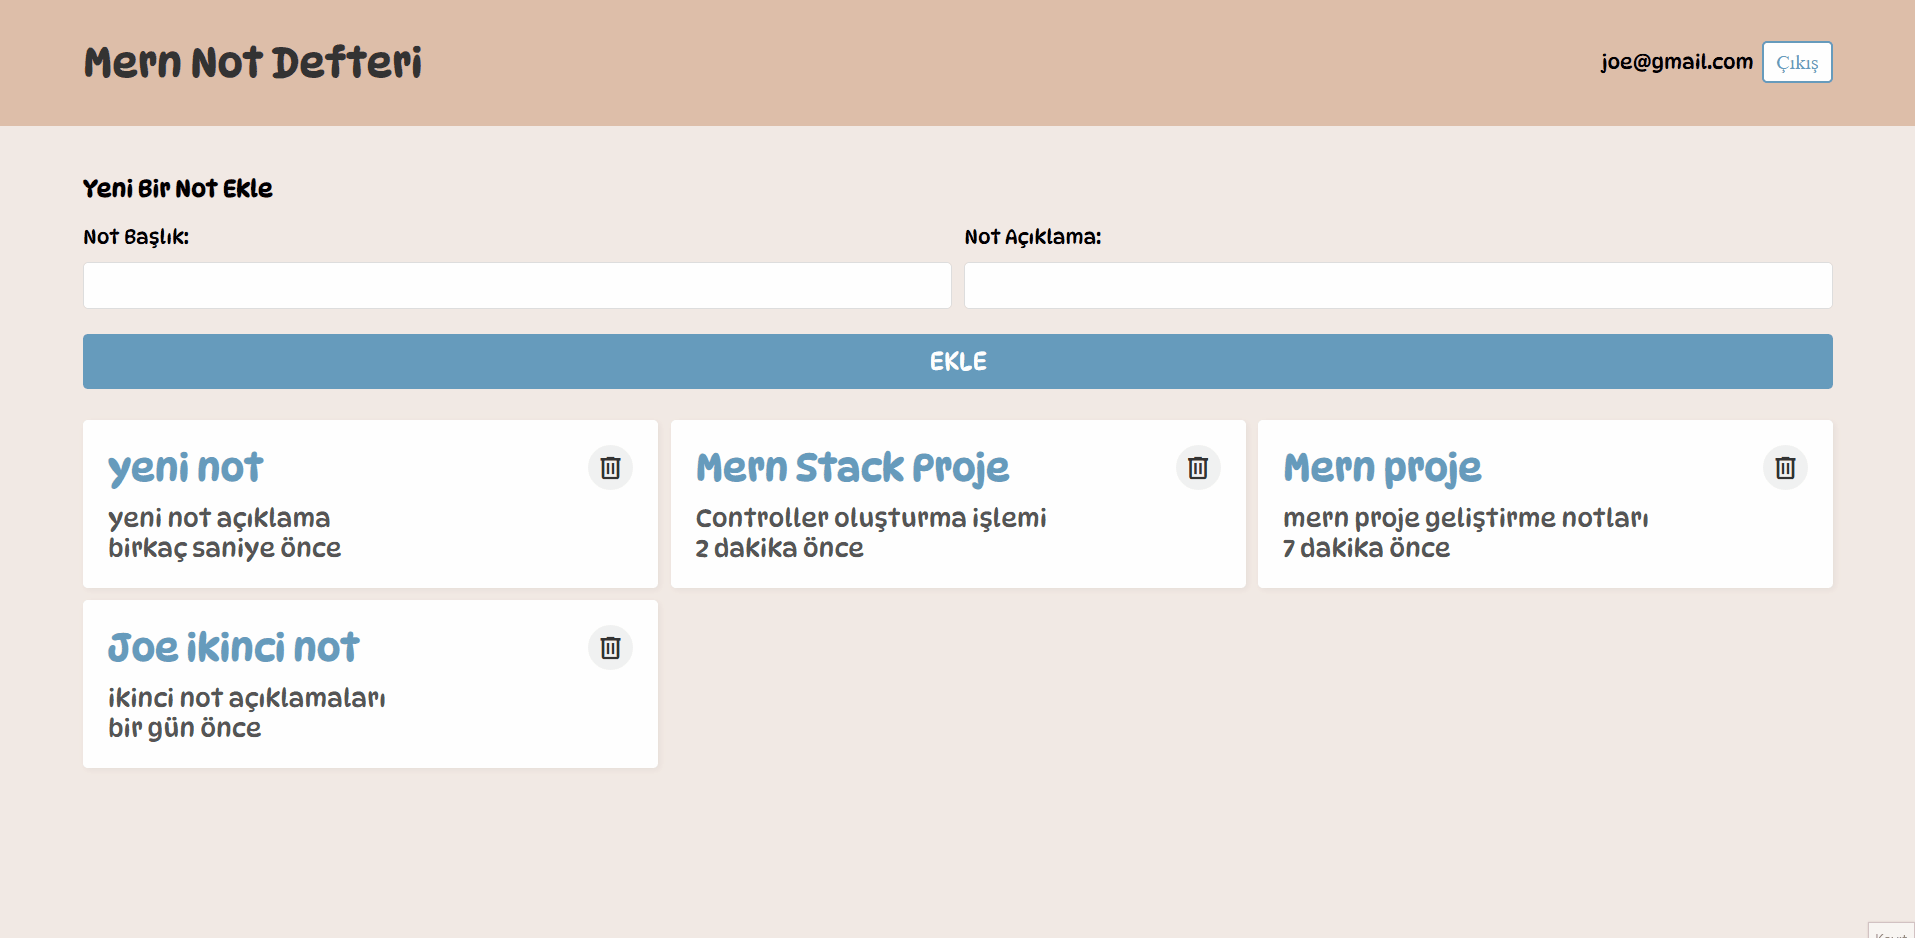 Mern Not Defteri
joe@gmail.com
Çıkış
Yeni Bir Not Ekle
Not Başlık:
Not Açıklama:
EKLE
yeni not
yeni not açıklama
birkaç saniye önce
Mern Stack Proje
Controller oluşturma işlemi
2 dakika önce
Mern proje
mern proje geliştirme notları
7 dakika önce
Joe ikinci not
ikinci not açıklamaları
bir gün önce